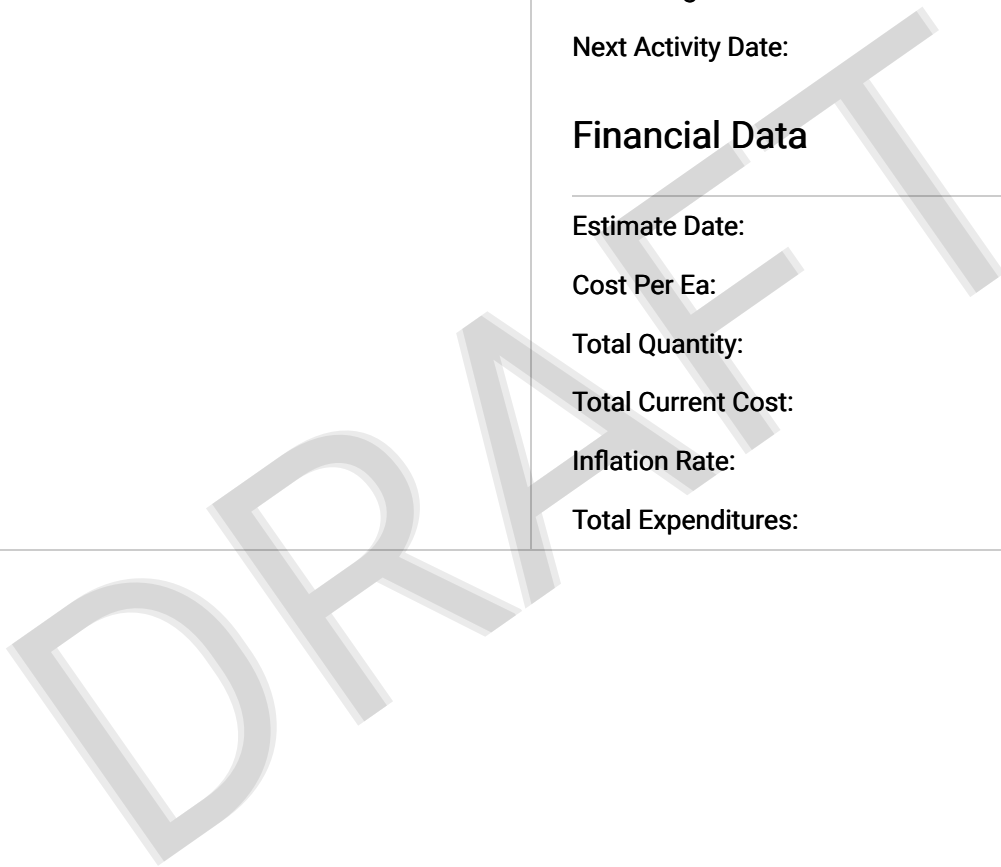 Next Activity Date:
Financial Data
Estimate Date:
Cost Per Ea:
Total Quantity:
Total Current Cost:
Inflation Rate:
Total Expenditures:
DRAFT